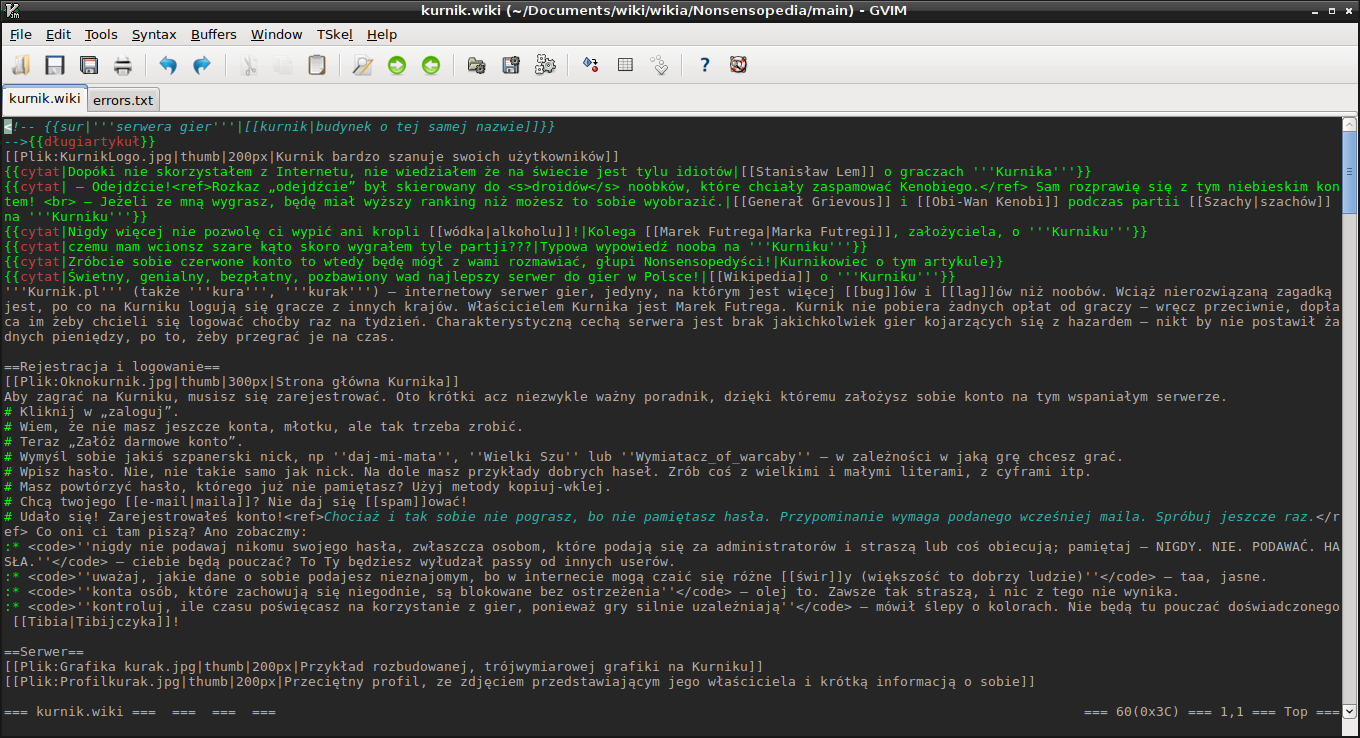 kurnik.wiki (~/Documents/wiki/wikia/Nonsensopedia/main) - GVIM
File Edit Tools Syntax Buffers Window TSkel Help
kurnik.wiki errors.txt
<!-- {{sur|'''serwera gier'''|[[kurnik|budynek o tej samej nazwie]]}}
-->{{długiartykuł}}
[[Plik:KurnikLogo.jpg|thumb|200px|Kurnik bardzo szanuje swoich użytkowników]]
{{cytat|Dopóki nie skorzystałem z Internetu, nie wiedziałem że na świecie jest tylu idiotów|[[Stanisław Lem]] o graczach '''Kurnika'''}}
{{cytat| — Odejdźcie!<ref>Rozkaz „odejdźcie” był skierowany do <s>droidów</s> noobków, które chciały zaspamować Kenobiego.</ref> Sam rozprawię się z tym niebieskim kon
tem! <br> — Jeżeli ze mną wygrasz, będę miał wyższy ranking niż możesz to sobie wyobrazić.|[[Generał Grievous]] i [[Obi-Wan Kenobi]] podczas partii [[Szachy|szachów]]
na '''Kurniku'''}}
{{cytat|Nigdy więcej nie pozwolę ci wypić ani kropli [[wódka|alkoholu]]!|Kolega [[Marek Futrega|Marka Futregi]], założyciela, o '''Kurniku'''}}
{{cytat|czemu mam wcionsz szare kąto skoro wygrałem tyle partji???|Typowa wypowiedź nooba na '''Kurniku'''}}
{{cytat|Zróbcie sobie czerwone konto to wtedy będę mógł z wami rozmawiać, głupi Nonsensopedyści!|Kurnikowiec o tym artykule}}
{{cytat|Świetny, genialny, bezpłatny, pozbawiony wad najlepszy serwer do gier w Polsce!|[[Wikipedia]] o '''Kurniku'''}}
'''Kurnik.pl''' (także '''kura''', '''kurak''') — internetowy serwer gier, jedyny, na którym jest więcej [[bug]]ów i [[lag]]ów niż noobów. Wciąż nierozwiązaną zagadką
jest, po co na Kurniku logują się gracze z innych krajów. Właścicielem Kurnika jest Marek Futrega. Kurnik nie pobiera żadnych opłat od graczy — wręcz przeciwnie, dopła
ca im żeby chcieli się logować choćby raz na tydzień. Charakterystyczną cechą serwera jest brak jakichkolwiek gier kojarzących się z hazardem — nikt by nie postawił ża
dnych pieniędzy, po to, żeby przegrać je na czas.
==Rejestracja i logowanie==
[[Plik:Oknokurnik.jpg|thumb|300px|Strona główna Kurnika]]
Aby zagrać na Kurniku, musisz się zarejestrować. Oto krótki acz niezwykle ważny poradnik, dzięki któremu założysz sobie konto na tym wspaniałym serwerze.
# Kliknij w „zaloguj”.
# Wiem, że nie masz jeszcze konta, młotku, ale tak trzeba zrobić.
# Teraz „Załóż darmowe konto”.
# Wymyśl sobie jakiś szpanerski nick, np ''daj-mi-mata'', ''Wielki Szu'' lub ''Wymiatacz_of_warcaby'' — w zależności w jaką grę chcesz grać.
# Wpisz hasło. Nie, nie takie samo jak nick. Na dole masz przykłady dobrych haseł. Zrób coś z wielkimi i małymi literami, z cyframi itp.
# Masz powtórzyć hasło, którego już nie pamiętasz? Użyj metody kopiuj-wklej.
# Chcą twojego [[e-mail|maila]]? Nie daj się [[spam]]ować!
# Udało się! Zarejestrowałeś konto!<ref>Chociaż i tak sobie nie pograsz, bo nie pamiętasz hasła. Przypominanie wymaga podanego wcześniej maila. Spróbuj jeszcze raz.</r
ef> Co oni ci tam piszą? Ano zobaczmy:
:* <code>''nigdy nie podawaj nikomu swojego hasła, zwłaszcza osobom, które podają się za administratorów i straszą lub coś obiecują; pamiętaj — NIGDY. NIE. PODAWAĆ. HA
SŁA.''</code> — ciebie będą pouczać? To Ty będziesz wyłudzał passy od innych userów.
:* <code>''uważaj, jakie dane o sobie podajesz nieznajomym, bo w internecie mogą czaić się różne [[świr]]y (większość to dobrzy ludzie)''</code> — taa, jasne.
:* <code>''konta osób, które zachowują się niegodnie, są blokowane bez ostrzeżenia''</code> — olej to. Zawsze tak straszą, i nic z tego nie wynika.
:* <code>''kontroluj, ile czasu poświęcasz na korzystanie z gier, ponieważ gry silnie uzależniają''</code> — mówił ślepy o kolorach. Nie będą tu pouczać doświadczonego
[[Tibia|Tibijczyka]]!
==Serwer==
[[Plik:Grafika kurak.jpg|thumb|200px|Przykład rozbudowanej, trójwymiarowej grafiki na Kurniku]]
[[Plik:Profilkurak.jpg|thumb|200px|Przeciętny profil, ze zdjęciem przedstawiającym jego właściciela i krótką informacją o sobie]]
=== kurnik.wiki === === === === === 60(0x3C) === 1,1 === Top ===